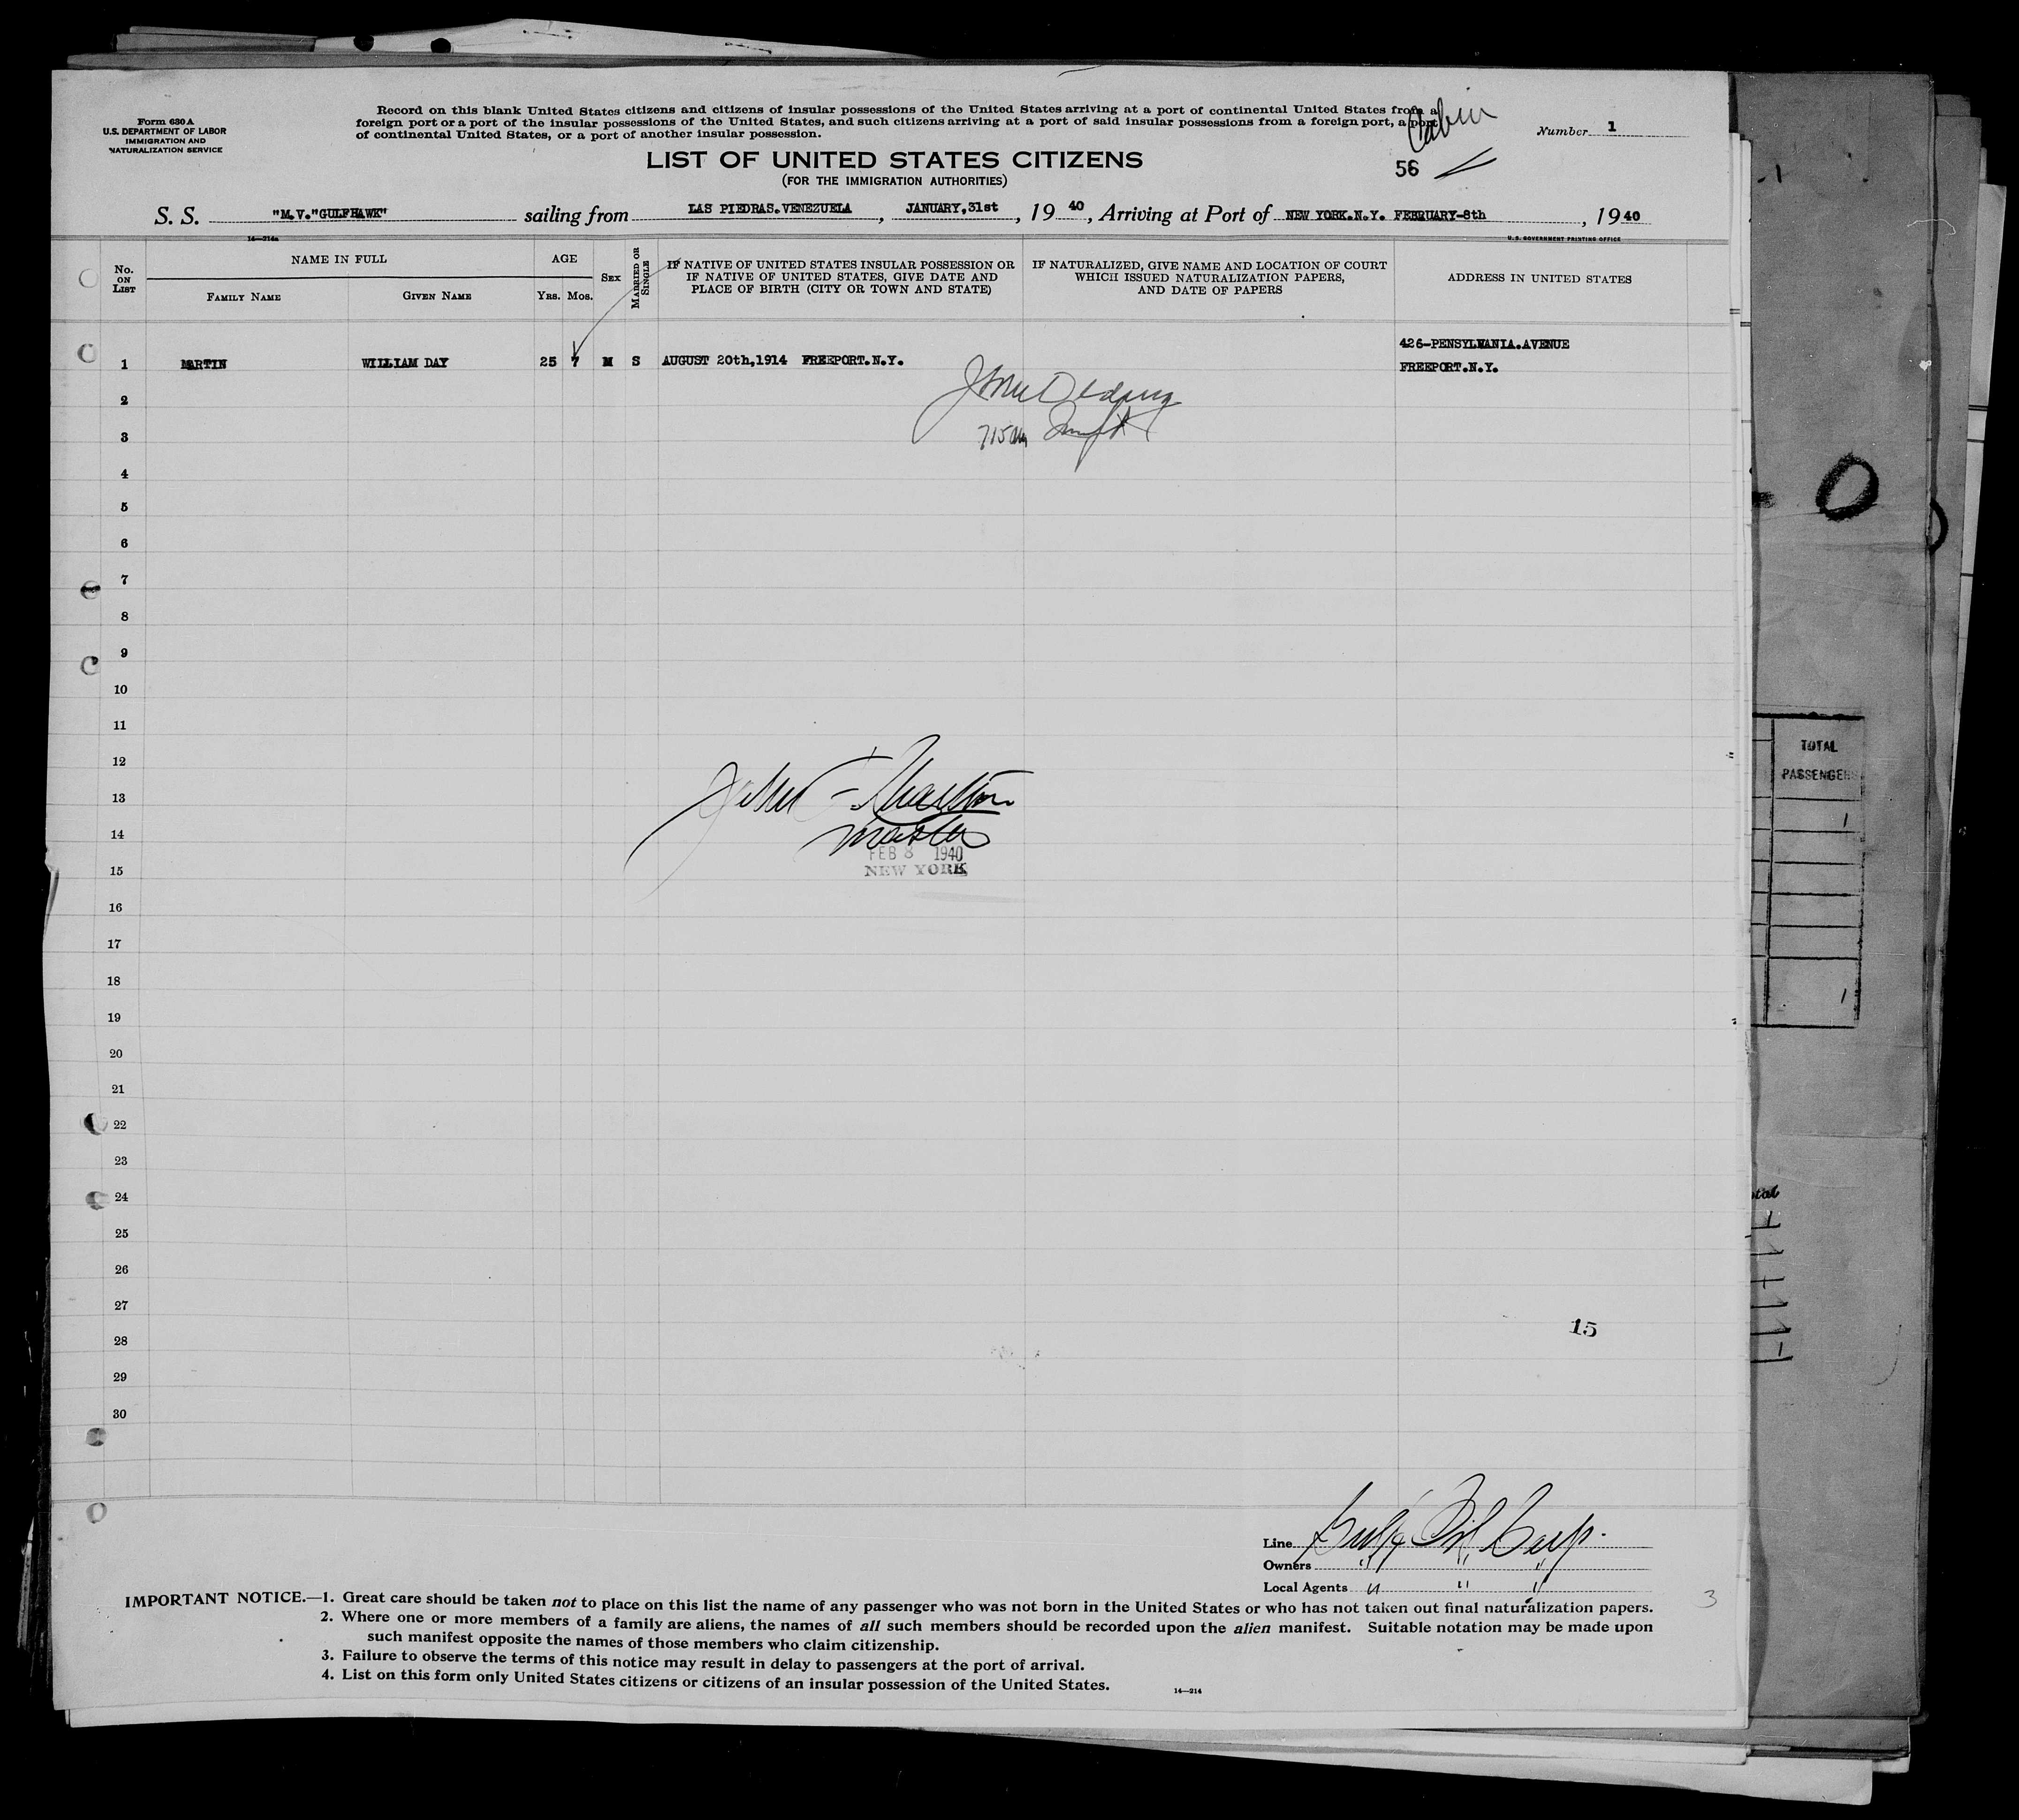 Form 630 A
U.S. DEPARTMENT OF LABOR
IMMIGRATION AND
NATURALIZATION SERVICE
Record on this blank United States citizens and citizens of insular possessions of the United States arriving at a port of continental United States from a
foreign port or a port of the insular possessions of the United States, and such citizens arriving at a port of said insular possessions from a foreign port, a port
of continental United States, or a port of another insular possession.
Cabin
Number 1
LIST OF UNITED STATES CITIZENS
(FOR THE IMMIGRATION AUTHORITIES)
56
S. S. "M.V."GULFHAWK" sailing from LAS PIEDRAS.VENEZUELA, JANUARY,31st, 19 40, Arriving at Port of NEW YORK.N.Y. FEBRUARY-8th, 19 40
14—214a
U.S. GOVERNMENT PRINTING OFFICE
No. ON LIST
NAME IN FULL
FAMILY NAME
GIVEN NAME
AGE
YRS. MOS.
SEX
MARRIED OR SINGLE
IF NATIVE OF UNITED STATES INSULAR POSSESSION OR
IF NATIVE OF UNITED STATES, GIVE DATE AND
PLACE OF BIRTH (CITY OR TOWN AND STATE)
IF NATURALIZED, GIVE NAME AND LOCATION OF COURT
WHICH ISSUED NATURALIZATION PAPERS,
AND DATE OF PAPERS
ADDRESS IN UNITED STATES
1 MARTIN WILLIAM DAY 25 7 M S AUGUST 20th,1914 FREEPORT.N.Y. 426-PENSYLVANIA.AVENUE
FREEPORT.N.Y.
2
3
715am
4
5
6
7
8
9
10
11
12
13
John
14
master
FEB 8 1940
15
NEW YORK
16
17
18
19
20
21
22
23
24
25
26
27
15
28
29
30
TOTAL
PASSENGERS
1
1
Line Gulf Oil Corp.
Owners " " "
Local Agents " " "
3
IMPORTANT NOTICE.—1. Great care should be taken not to place on this list the name of any passenger who was not born in the United States or who has not taken out final naturalization papers.
2. Where one or more members of a family are aliens, the names of all such members should be recorded upon the alien manifest. Suitable notation may be made upon
such manifest opposite the names of those members who claim citizenship.
3. Failure to observe the terms of this notice may result in delay to passengers at the port of arrival.
4. List on this form only United States citizens or citizens of an insular possession of the United States.
14—214